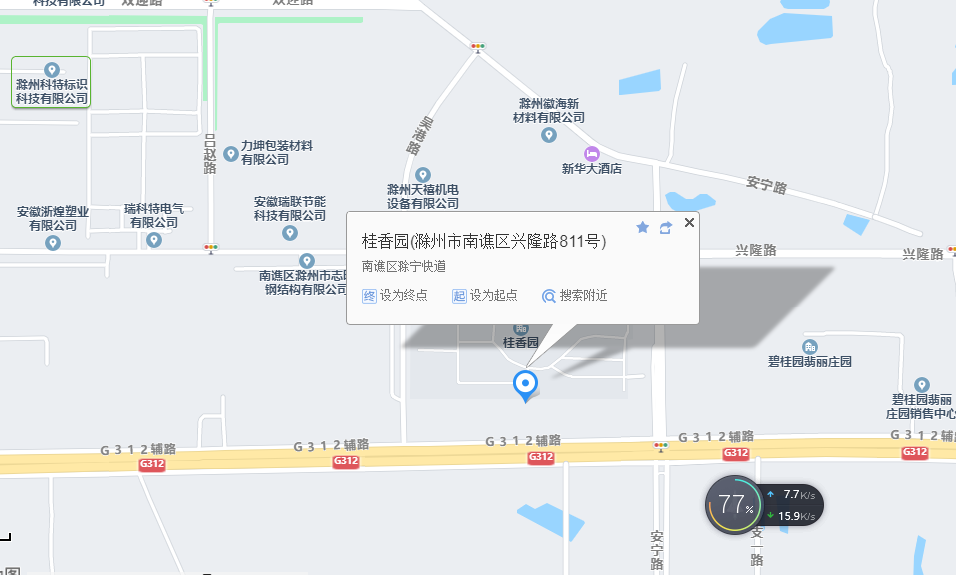 科技有限公司
双迎路
双迎路
滁州科特标识
科技有限公司
滁州徽海新
材料有限公司
吴港路
吕赵路
力坤包装材料
有限公司
新华大酒店
安宁路
滁州天禧机电
设备有限公司
安徽浙煌塑业
有限公司
瑞科特电气
有限公司
安徽瑞联节能
科技有限公司
桂香园(滁州市南谯区兴隆路811号)
南谯区滁宁快道
终 设为终点
起 设为起点
搜索附近
兴隆路
兴隆路
南谯区滁州市志
钢结构有限公司
桂香园
碧桂园翡丽庄园
碧桂园翡丽
庄园销售中心
G312辅路
G312辅路
G312辅路
G312辅路
G312辅
G312
G312
G312
G312
G312
77%
7.7K/s
15.9K/s
安宁路
支一路
图